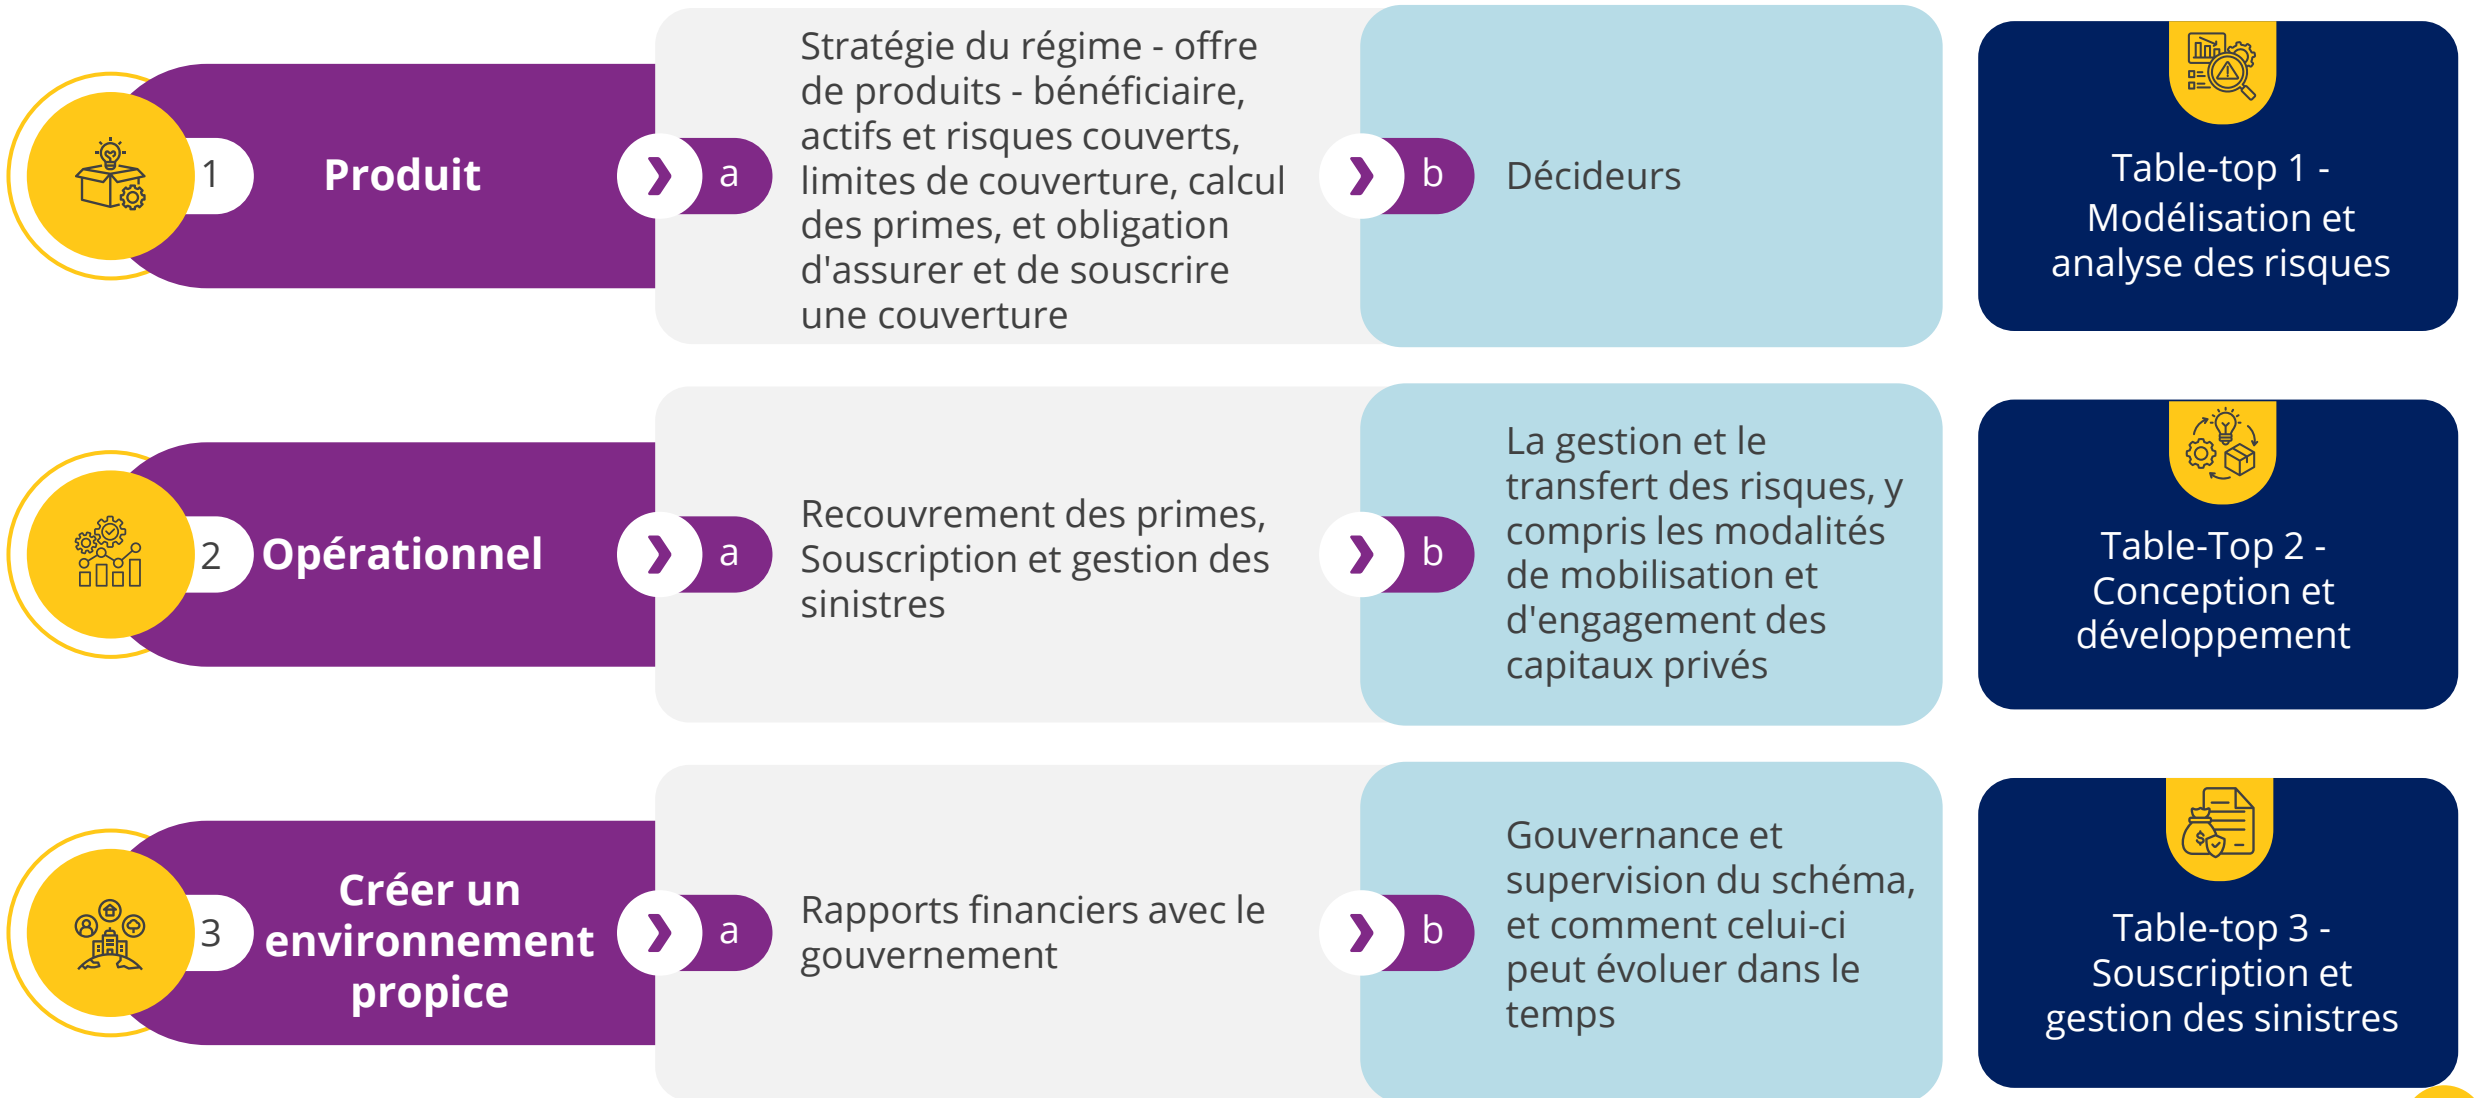 1
Produit
a
Stratégie du régime - offre
de produits - bénéficiaire,
actifs et risques couverts,
limites de couverture, calcul
des primes, et obligation
d'assurer et de souscrire
une couverture
b
Décideurs
Table-top 1 -
Modélisation et
analyse des risques
2
Opérationnel
a
Recouvrement des primes,
Souscription et gestion des
sinistres
b
La gestion et le
transfert des risques, y
compris les modalités
de mobilisation et
d'engagement des
capitaux privés
Table-Top 2 -
Conception et
développement
3
Créer un
environnement
propice
a
Rapports financiers avec le
gouvernement
b
Gouvernance et
supervision du schéma,
et comment celui-ci
peut évoluer dans le
temps
Table-top 3 -
Souscription et
gestion des sinistres